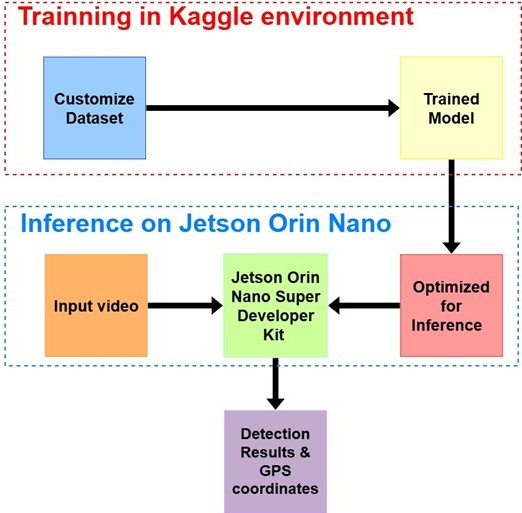 Trainning in Kaggle environment
Customize
Dataset
Trained
Model
Inference on Jetson Orin Nano
Input video
Jetson Orin
Nano Super
Developer
Kit
Optimized
for
Inference
Detection
Results &
GPS
coordinates